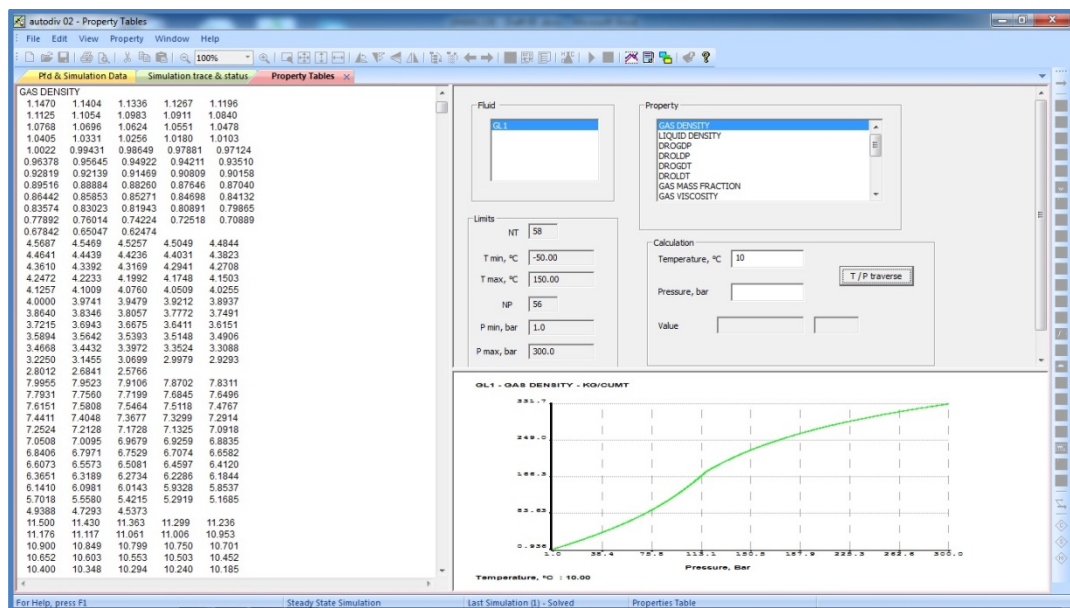 autodiv 02 - Property Tables
File Edit View Property Window Help
100%
Pfd & Simulation Data Simulation trace & status Property Tables
GAS DENSITY
1.1470 1.1404 1.1336 1.1267 1.1196
1.1125 1.1054 1.0983 1.0911 1.0840
1.0768 1.0696 1.0624 1.0551 1.0478
1.0405 1.0331 1.0256 1.0180 1.0103
1.0022 0.99431 0.98649 0.97881 0.97124
0.96378 0.95645 0.94922 0.94211 0.93510
0.92819 0.92139 0.91469 0.90809 0.90158
0.89516 0.88884 0.88260 0.87646 0.87040
0.86442 0.85853 0.85271 0.84698 0.84132
0.83574 0.83023 0.81943 0.80891 0.79865
0.77892 0.76014 0.74224 0.72518 0.70889
0.67842 0.65047 0.62474
4.5687 4.5469 4.5257 4.5049 4.4844
4.4641 4.4439 4.4236 4.4031 4.3823
4.3610 4.3392 4.3169 4.2941 4.2708
4.2472 4.2233 4.1992 4.1748 4.1503
4.1257 4.1009 4.0760 4.0509 4.0255
4.0000 3.9741 3.9479 3.9212 3.8937
3.8640 3.8346 3.8057 3.7772 3.7491
3.7215 3.6943 3.6675 3.6411 3.6151
3.5894 3.5642 3.5393 3.5148 3.4906
3.4668 3.4432 3.3972 3.3524 3.3088
3.2250 3.1455 3.0699 2.9979 2.9293
2.8012 2.6841 2.5766
7.9955 7.9523 7.9106 7.8702 7.8311
7.7931 7.7560 7.7199 7.6845 7.6496
7.6151 7.5808 7.5464 7.5118 7.4767
7.4411 7.4048 7.3677 7.3299 7.2914
7.2524 7.2128 7.1728 7.1325 7.0918
7.0508 7.0095 6.9679 6.9259 6.8835
6.8406 6.7971 6.7529 6.7074 6.6582
6.6073 6.5573 6.5081 6.4597 6.4120
6.3651 6.3189 6.2734 6.2286 6.1844
6.1410 6.0981 6.0143 5.9328 5.8537
5.7018 5.5580 5.4215 5.2919 5.1685
4.9388 4.7293 4.5373
11.500 11.430 11.363 11.299 11.236
11.176 11.117 11.061 11.006 10.953
10.900 10.849 10.799 10.750 10.701
10.652 10.603 10.553 10.503 10.452
10.400 10.348 10.294 10.240 10.185
Fluid
GL1
Property
GAS DENSITY
LIQUID DENSITY
DROGDP
DROLDP
DROGDT
DROLDT
GAS MASS FRACTION
GAS VISCOSITY
Limits
NT 58
T min, ºC -50.00
T max, ºC 150.00
NP 56
P min, bar 1.0
P max, bar 300.0
Calculation
Temperature, ºC 10
T / P traverse
Pressure, bar
Value
GL1 - GAS DENSITY - KG/CUMT
331.7
249.0
166.3
83.63
0.936
1.0 38.4 75.8 113.1 150.5 187.9 225.3 262.6 300.0
Pressure, Bar
Temperature, ºC : 10.00
For Help, press F1 Steady State Simulation Last Simulation (1) - Solved Properties Table